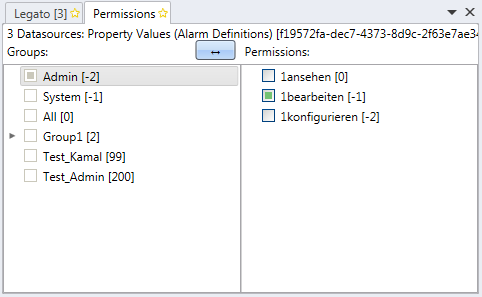 Legato [3] Permissions
3 Datasources: Property Values (Alarm Definitions) [f19572fa-dec7-4373-8d9c-2f63e7ae34
Groups: ↔ Permissions:
Admin [-2]
System [-1]
All [0]
Group1 [2]
Test_Kamal [99]
Test_Admin [200]
1ansehen [0]
1bearbeiten [-1]
1konfigurieren [-2]